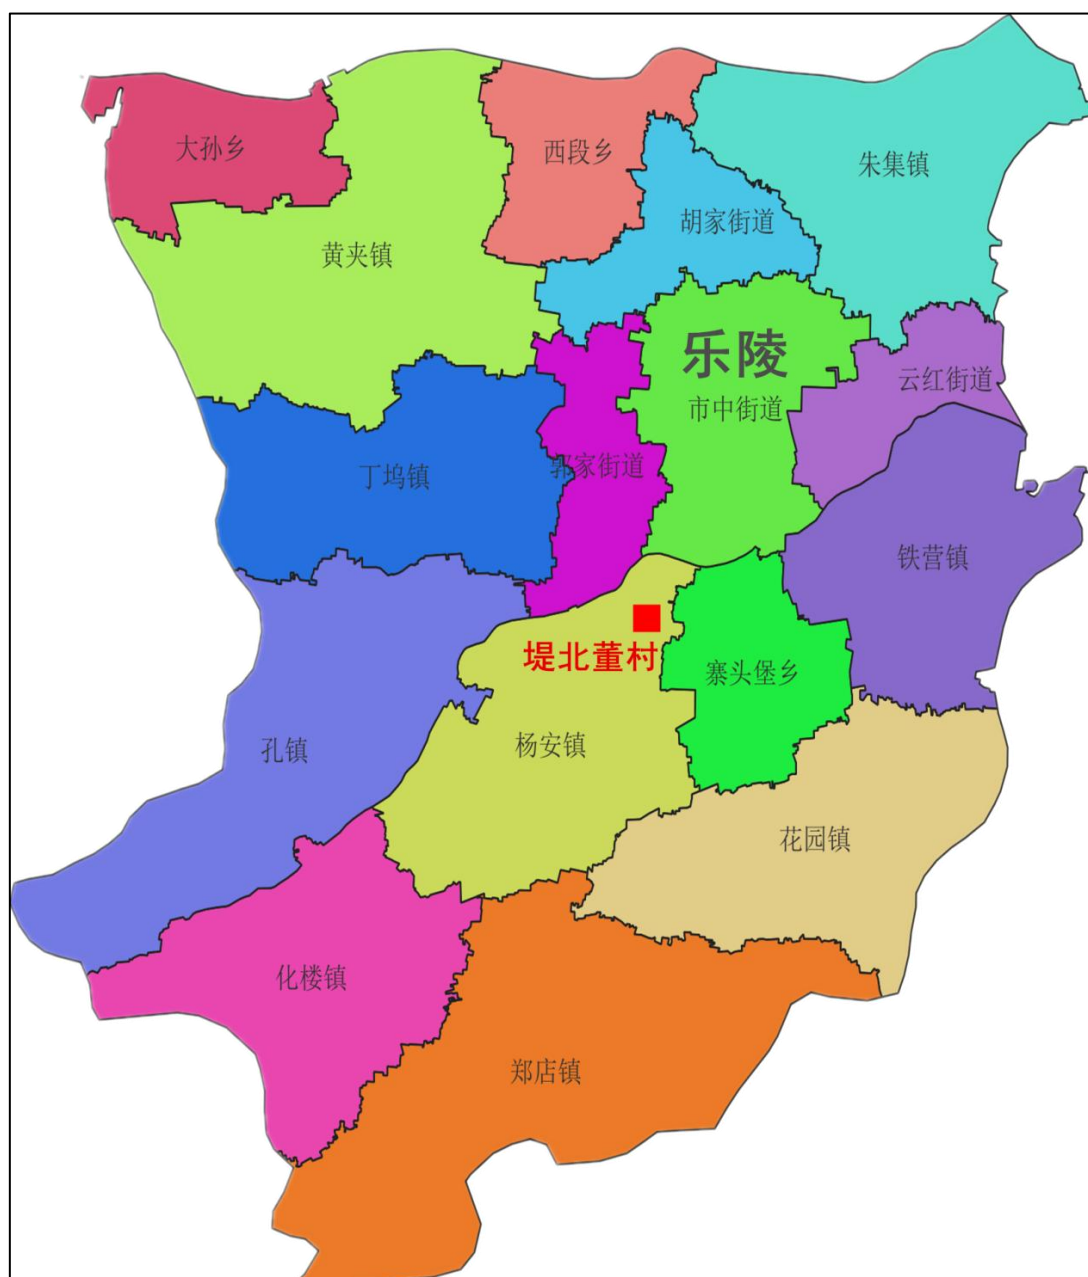 大孙乡
西段乡
朱集镇
胡家街道
黄夹镇
乐陵
云红街道
市中街道
郭家街道
丁坞镇
铁营镇
堤北董村
寨头堡乡
杨安镇
孔镇
花园镇
化楼镇
郑店镇